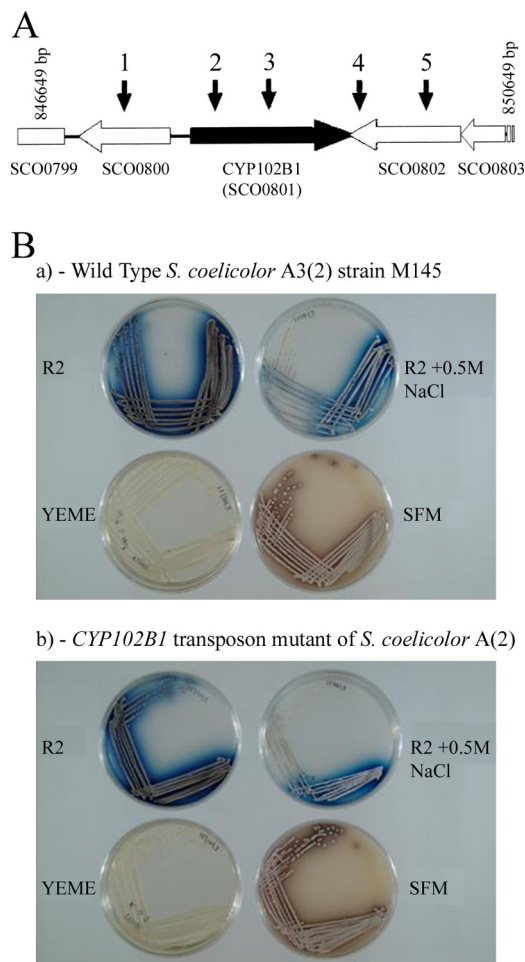 A
846649 bp
1
2
3
4
5
850649 bp
SCO0799
SCO0800
CYP102B1
(SCO0801)
SCO0802
SCO0803
B
a) - Wild Type S. coelicolor A3(2) strain M145
R2
R2 +0.5M
NaCl
YEME
SFM
b) - CYP102B1 transposon mutant of S. coelicolor A(2)
R2
R2 +0.5M
NaCl
YEME
SFM